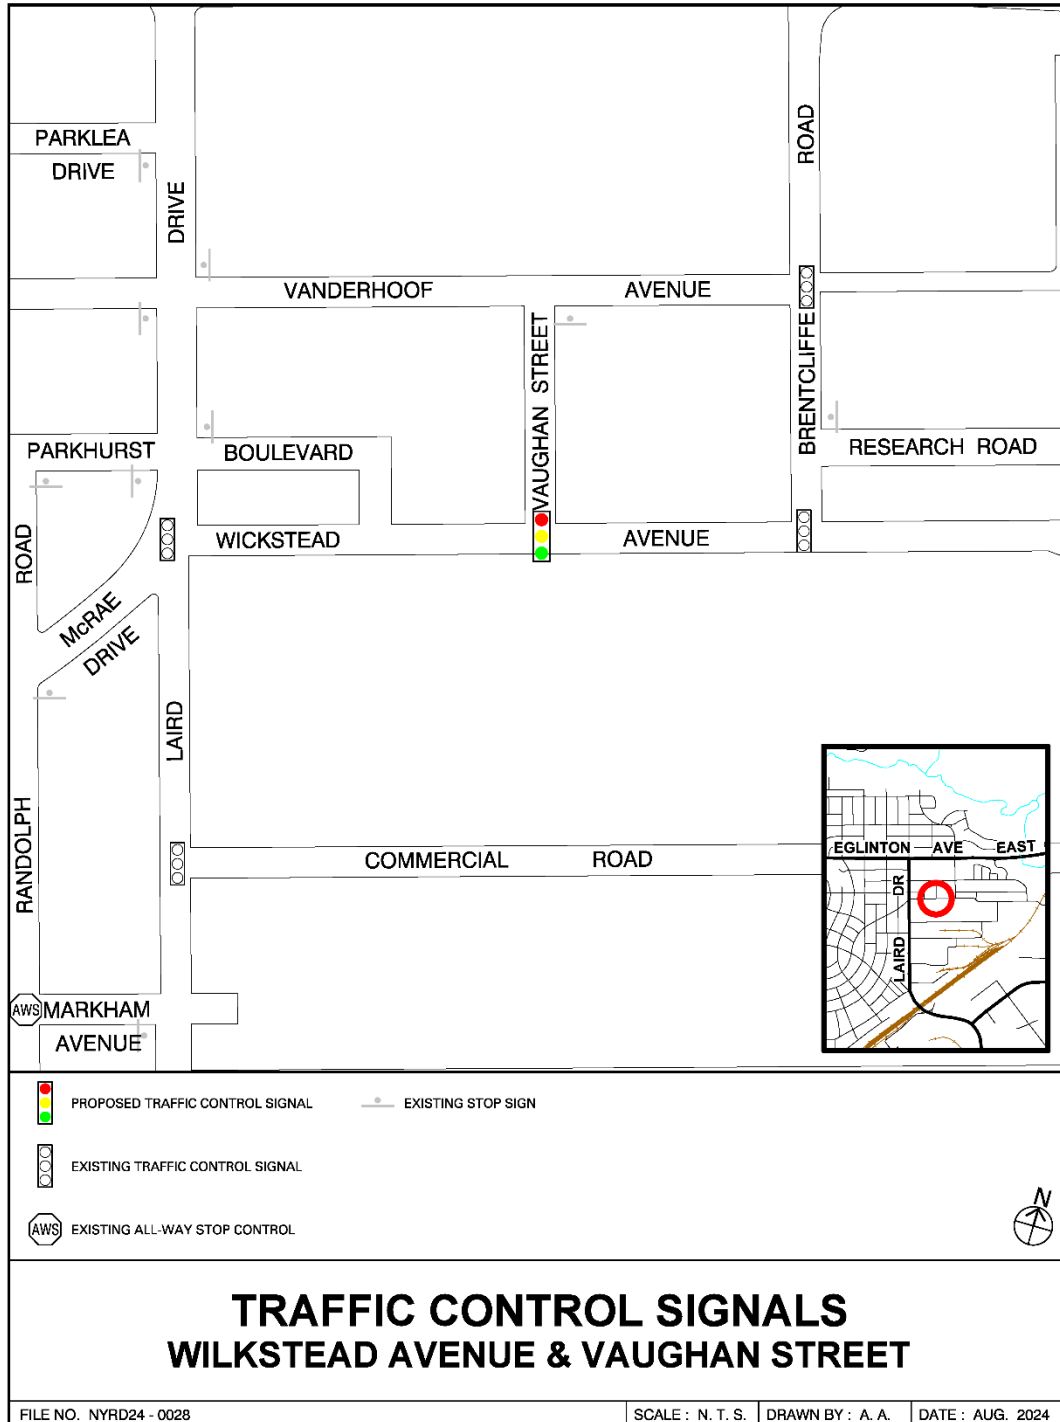 PARKLEA
DRIVE
DRIVE
ROAD
VANDERHOOF AVENUE
VAUGHAN STREET
BRENTCLIFFE
PARKHURST BOULEVARD
RESEARCH ROAD
WICKSTEAD AVENUE
ROAD
McRAE
DRIVE
LAIRD
RANDOLPH
COMMERCIAL ROAD
EGLINTON AVE EAST
DR
LAIRD
AWS MARKHAM
AVENUE
PROPOSED TRAFFIC CONTROL SIGNAL
EXISTING STOP SIGN
EXISTING TRAFFIC CONTROL SIGNAL
AWS EXISTING ALL-WAY STOP CONTROL
N
TRAFFIC CONTROL SIGNALS
WILKSTEAD AVENUE & VAUGHAN STREET
FILE NO. NYRD24 - 0028
SCALE : N. T. S.
DRAWN BY : A. A.
DATE : AUG. 2024